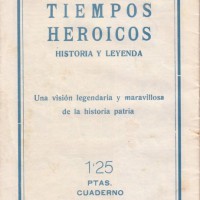 TIEMPOS
HEROICOS
HISTORIA Y LEYENDA
Una visión legendaria y maravillosa
de la historia patria
1'25
PTAS.
CUADERNO